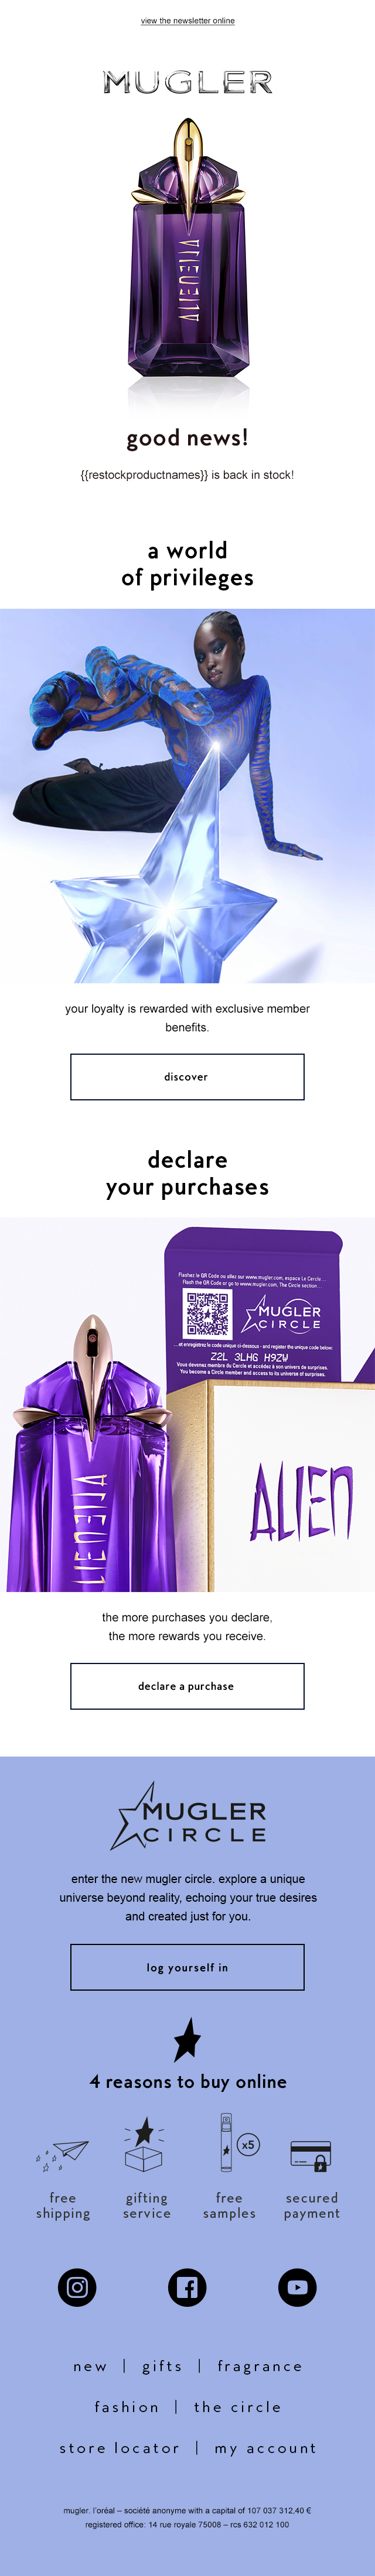 view the newsletter online
MUGLER
ALIEN
good news!
{{restockproductnames}} is back in stock!
a world
of privileges
your loyalty is rewarded with exclusive member
benefits.
discover
declare
your purchases
Flashez le QR Code ou allez sur www.mugler.com, espace Le Cercle...
Flash the QR Code or go to www.mugler.com, The Circle section...
MUGLER
CIRCLE
...et enregistrez le code unique ci-dessous - and register the unique code below:
Z2L 3LHG H9ZW
Vous devenez membre du Cercle et accédez à son univers de surprises.
You become a Circle member and access to its universe of surprises.
ALIEN
ALIEN
the more purchases you declare,
the more rewards you receive.
declare a purchase
MUGLER
CIRCLE
enter the new mugler circle. explore a unique
universe beyond reality, echoing your true desires
and created just for you.
log yourself in
4 reasons to buy online
x5
free
shipping
gifting
service
free
samples
secured
payment
new | gifts | fragrance
fashion | the circle
store locator | my account
mugler. l'oréal – société anonyme with a capital of 107 037 312,40 €
registered office: 14 rue royale 75008 – rcs 632 012 100